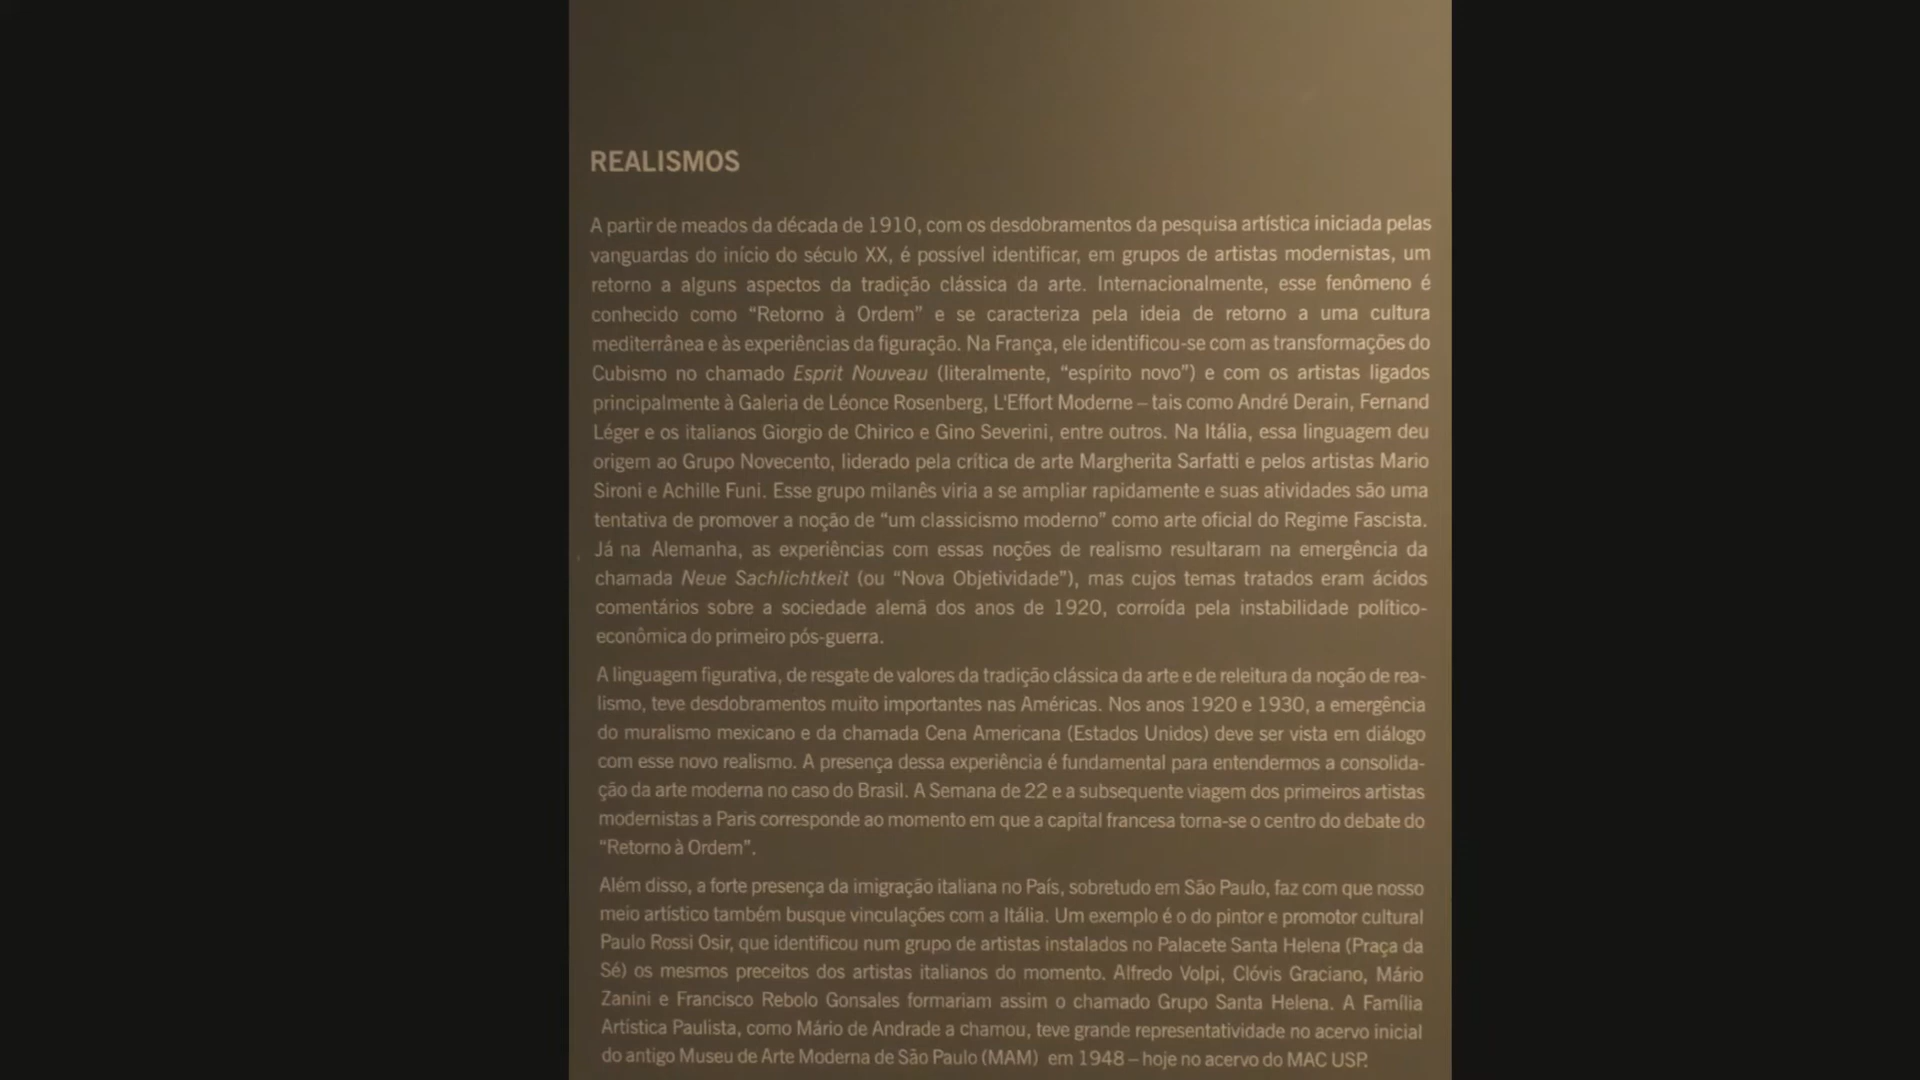 REALISMOS
A partir de meados da década de 1910, com os desdobramentos da pesquisa artística iniciada pelas
vanguardas do início do século XX, é possível identificar, em grupos de artistas modernistas, um
retorno a alguns aspectos da tradição clássica da arte. Internacionalmente, esse fenômeno é
conhecido como “Retorno à Ordem” e se caracteriza pela ideia de retorno a uma cultura
mediterrânea e às experiências da figuração. Na França, ele identificou-se com as transformações do
Cubismo no chamado Esprit Nouveau (literalmente, “espírito novo”) e com os artistas ligados
principalmente à Galeria de Léonce Rosenberg, L'Effort Moderne – tais como André Derain, Fernand
Léger e os italianos Giorgio de Chirico e Gino Severini, entre outros. Na Itália, essa linguagem deu
origem ao Grupo Novecento, liderado pela crítica de arte Margherita Sarfatti e pelos artistas Mario
Sironi e Achille Funi. Esse grupo milanês viria a se ampliar rapidamente e suas atividades são uma
tentativa de promover a noção de “um classicismo moderno” como arte oficial do Regime Fascista.
Já na Alemanha, as experiências com essas noções de realismo resultaram na emergência da
chamada Neue Sachlichtkeit (ou “Nova Objetividade”), mas cujos temas tratados eram ácidos
comentários sobre a sociedade alemã dos anos de 1920, corroída pela instabilidade político-
econômica do primeiro pós-guerra.
A linguagem figurativa, de resgate de valores da tradição clássica da arte e de releitura da noção de rea-
lismo, teve desdobramentos muito importantes nas Américas. Nos anos 1920 e 1930, a emergência
do muralismo mexicano e da chamada Cena Americana (Estados Unidos) deve ser vista em diálogo
com esse novo realismo. A presença dessa experiência é fundamental para entendermos a consolida-
ção da arte moderna no caso do Brasil. A Semana de 22 e a subsequente viagem dos primeiros artistas
modernistas a Paris corresponde ao momento em que a capital francesa torna-se o centro do debate do
“Retorno à Ordem”.
Além disso, a forte presença da imigração italiana no País, sobretudo em São Paulo, faz com que nosso
meio artístico também busque vinculações com a Itália. Um exemplo é o do pintor e promotor cultural
Paulo Rossi Osir, que identificou num grupo de artistas instalados no Palacete Santa Helena (Praça da
Sé) os mesmos preceitos dos artistas italianos do momento. Alfredo Volpi, Clóvis Graciano, Mário
Zanini e Francisco Rebolo Gonsales formariam assim o chamado Grupo Santa Helena. A Família
Artística Paulista, como Mário de Andrade a chamou, teve grande representatividade no acervo inicial
do antigo Museu de Arte Moderna de São Paulo (MAM) em 1948 – hoje no acervo do MAC USP.